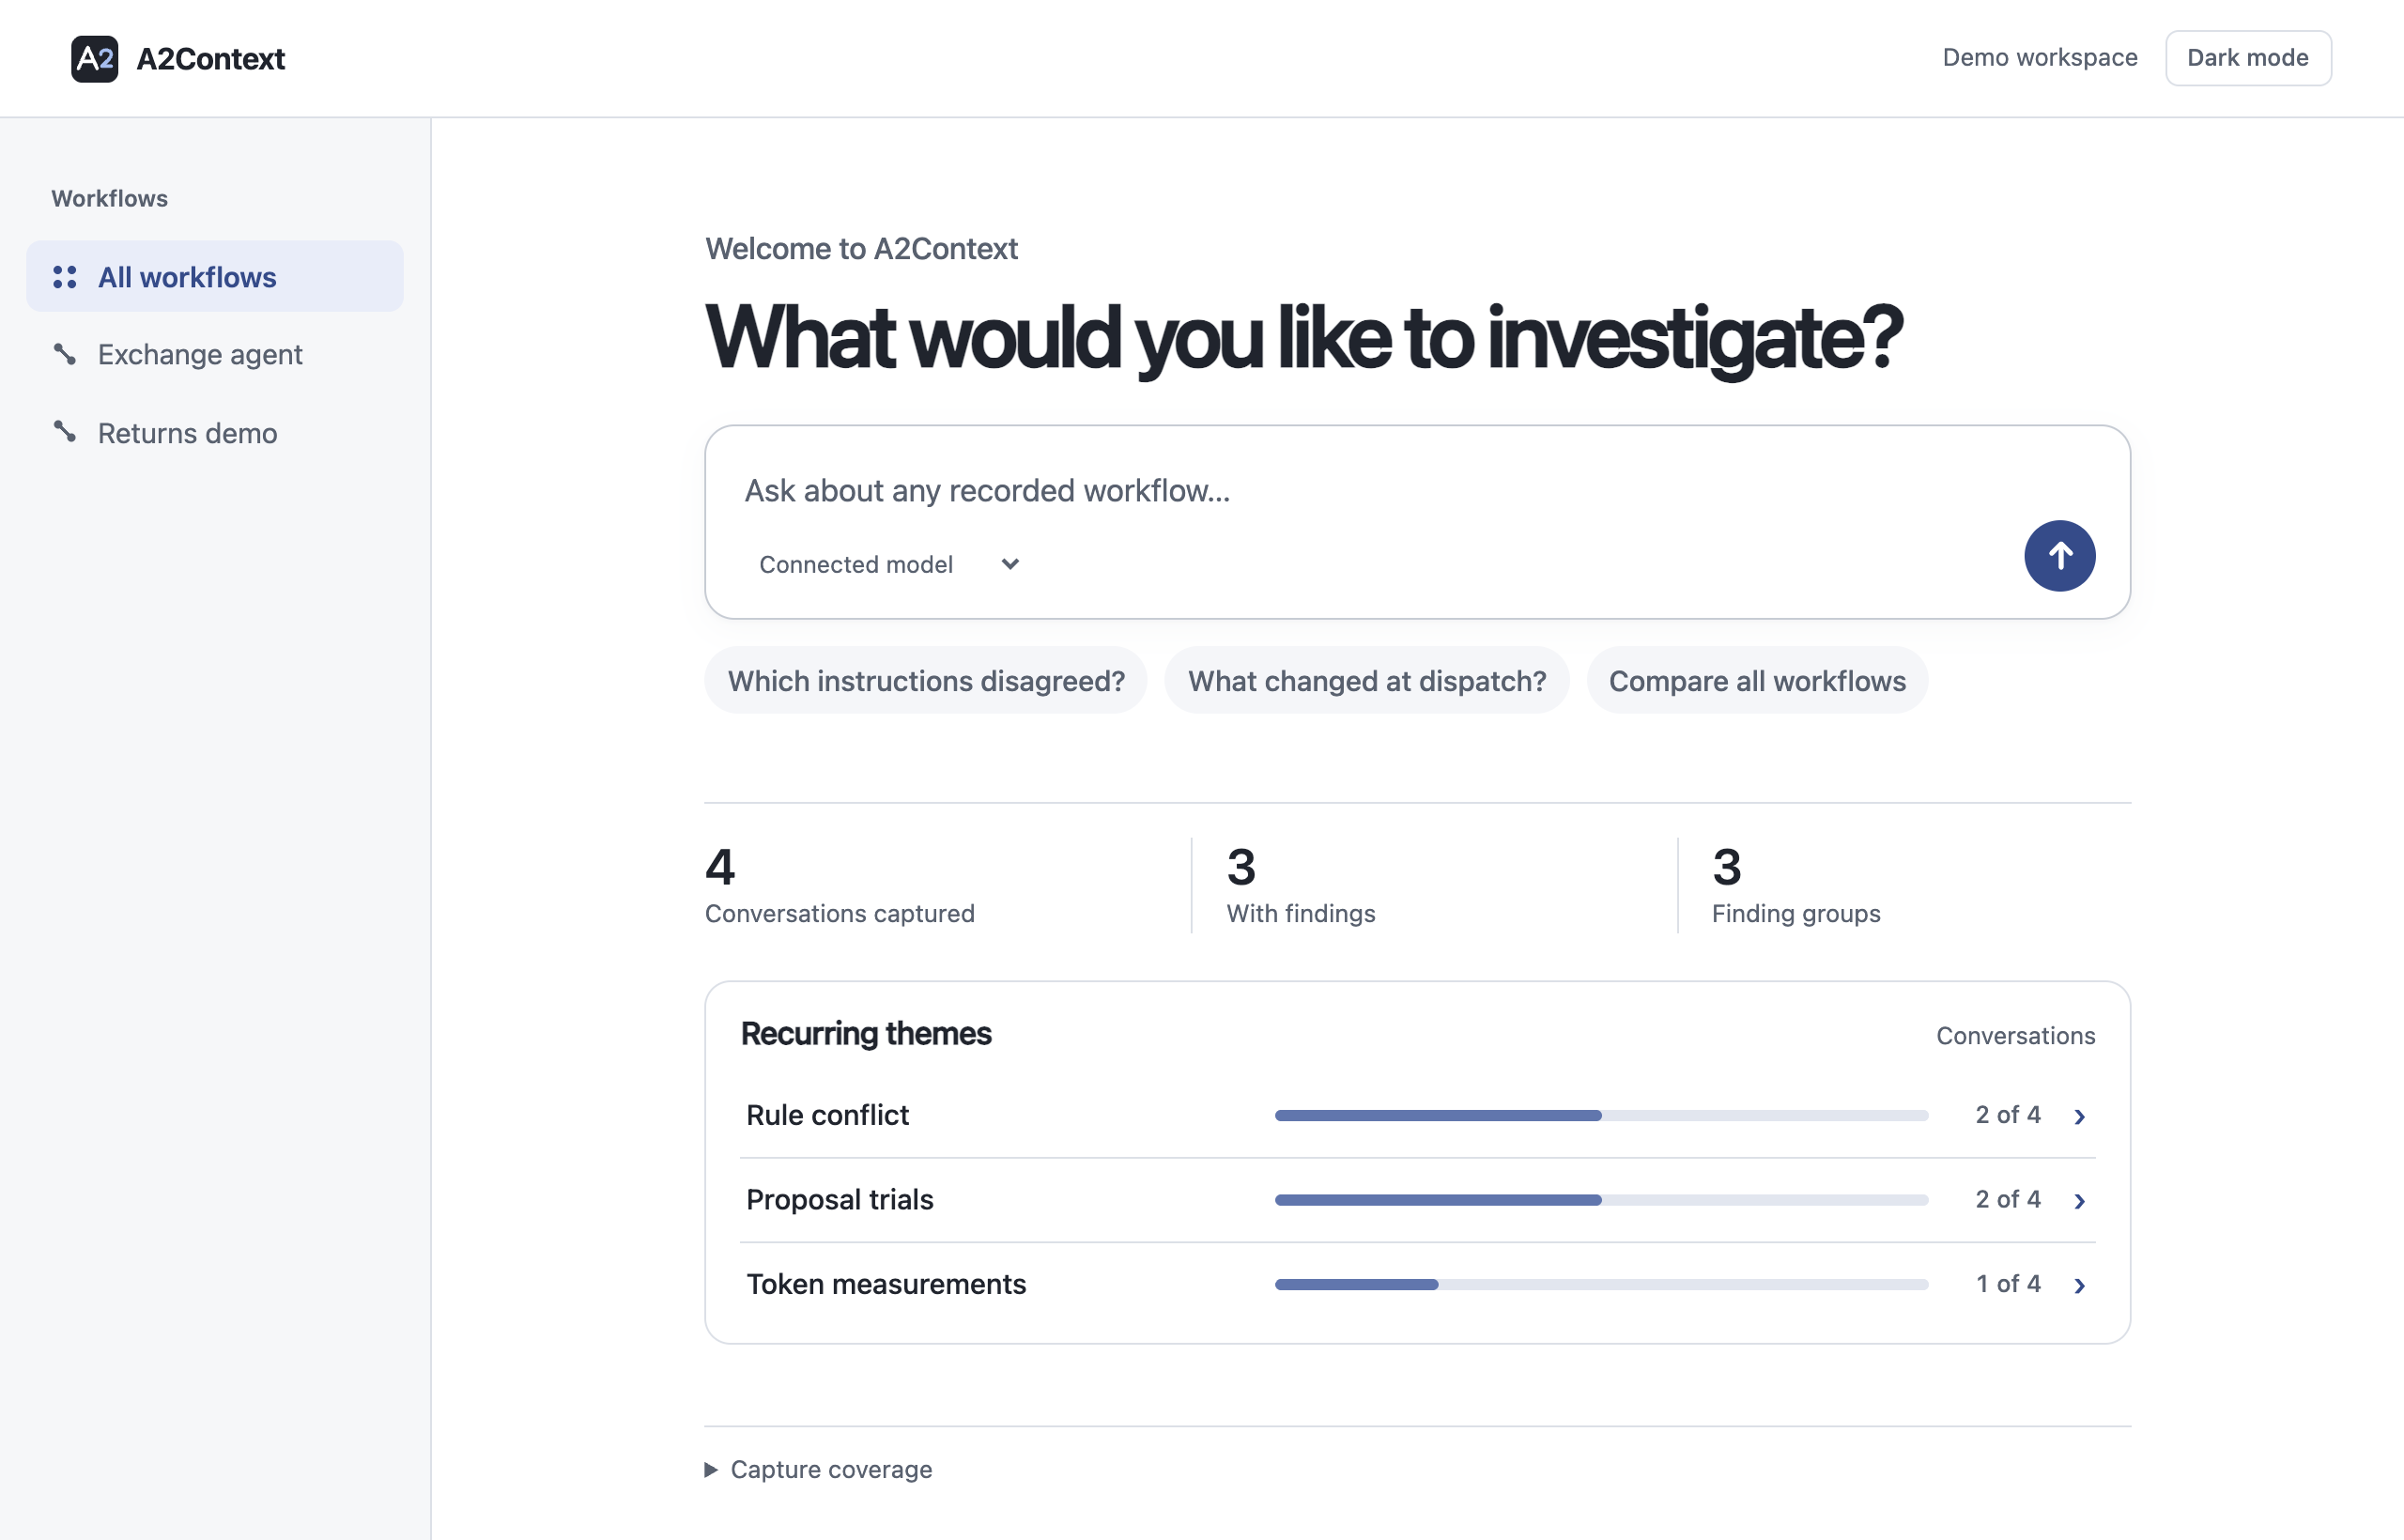 A2 A2Context
Demo workspace
Dark mode
Workflows
All workflows
Exchange agent
Returns demo
Welcome to A2Context
What would you like to investigate?
Ask about any recorded workflow...
Connected model
Which instructions disagreed?
What changed at dispatch?
Compare all workflows
4
Conversations captured
3
With findings
3
Finding groups
Recurring themes
Conversations
Rule conflict
2 of 4
Proposal trials
2 of 4
Token measurements
1 of 4
Capture coverage